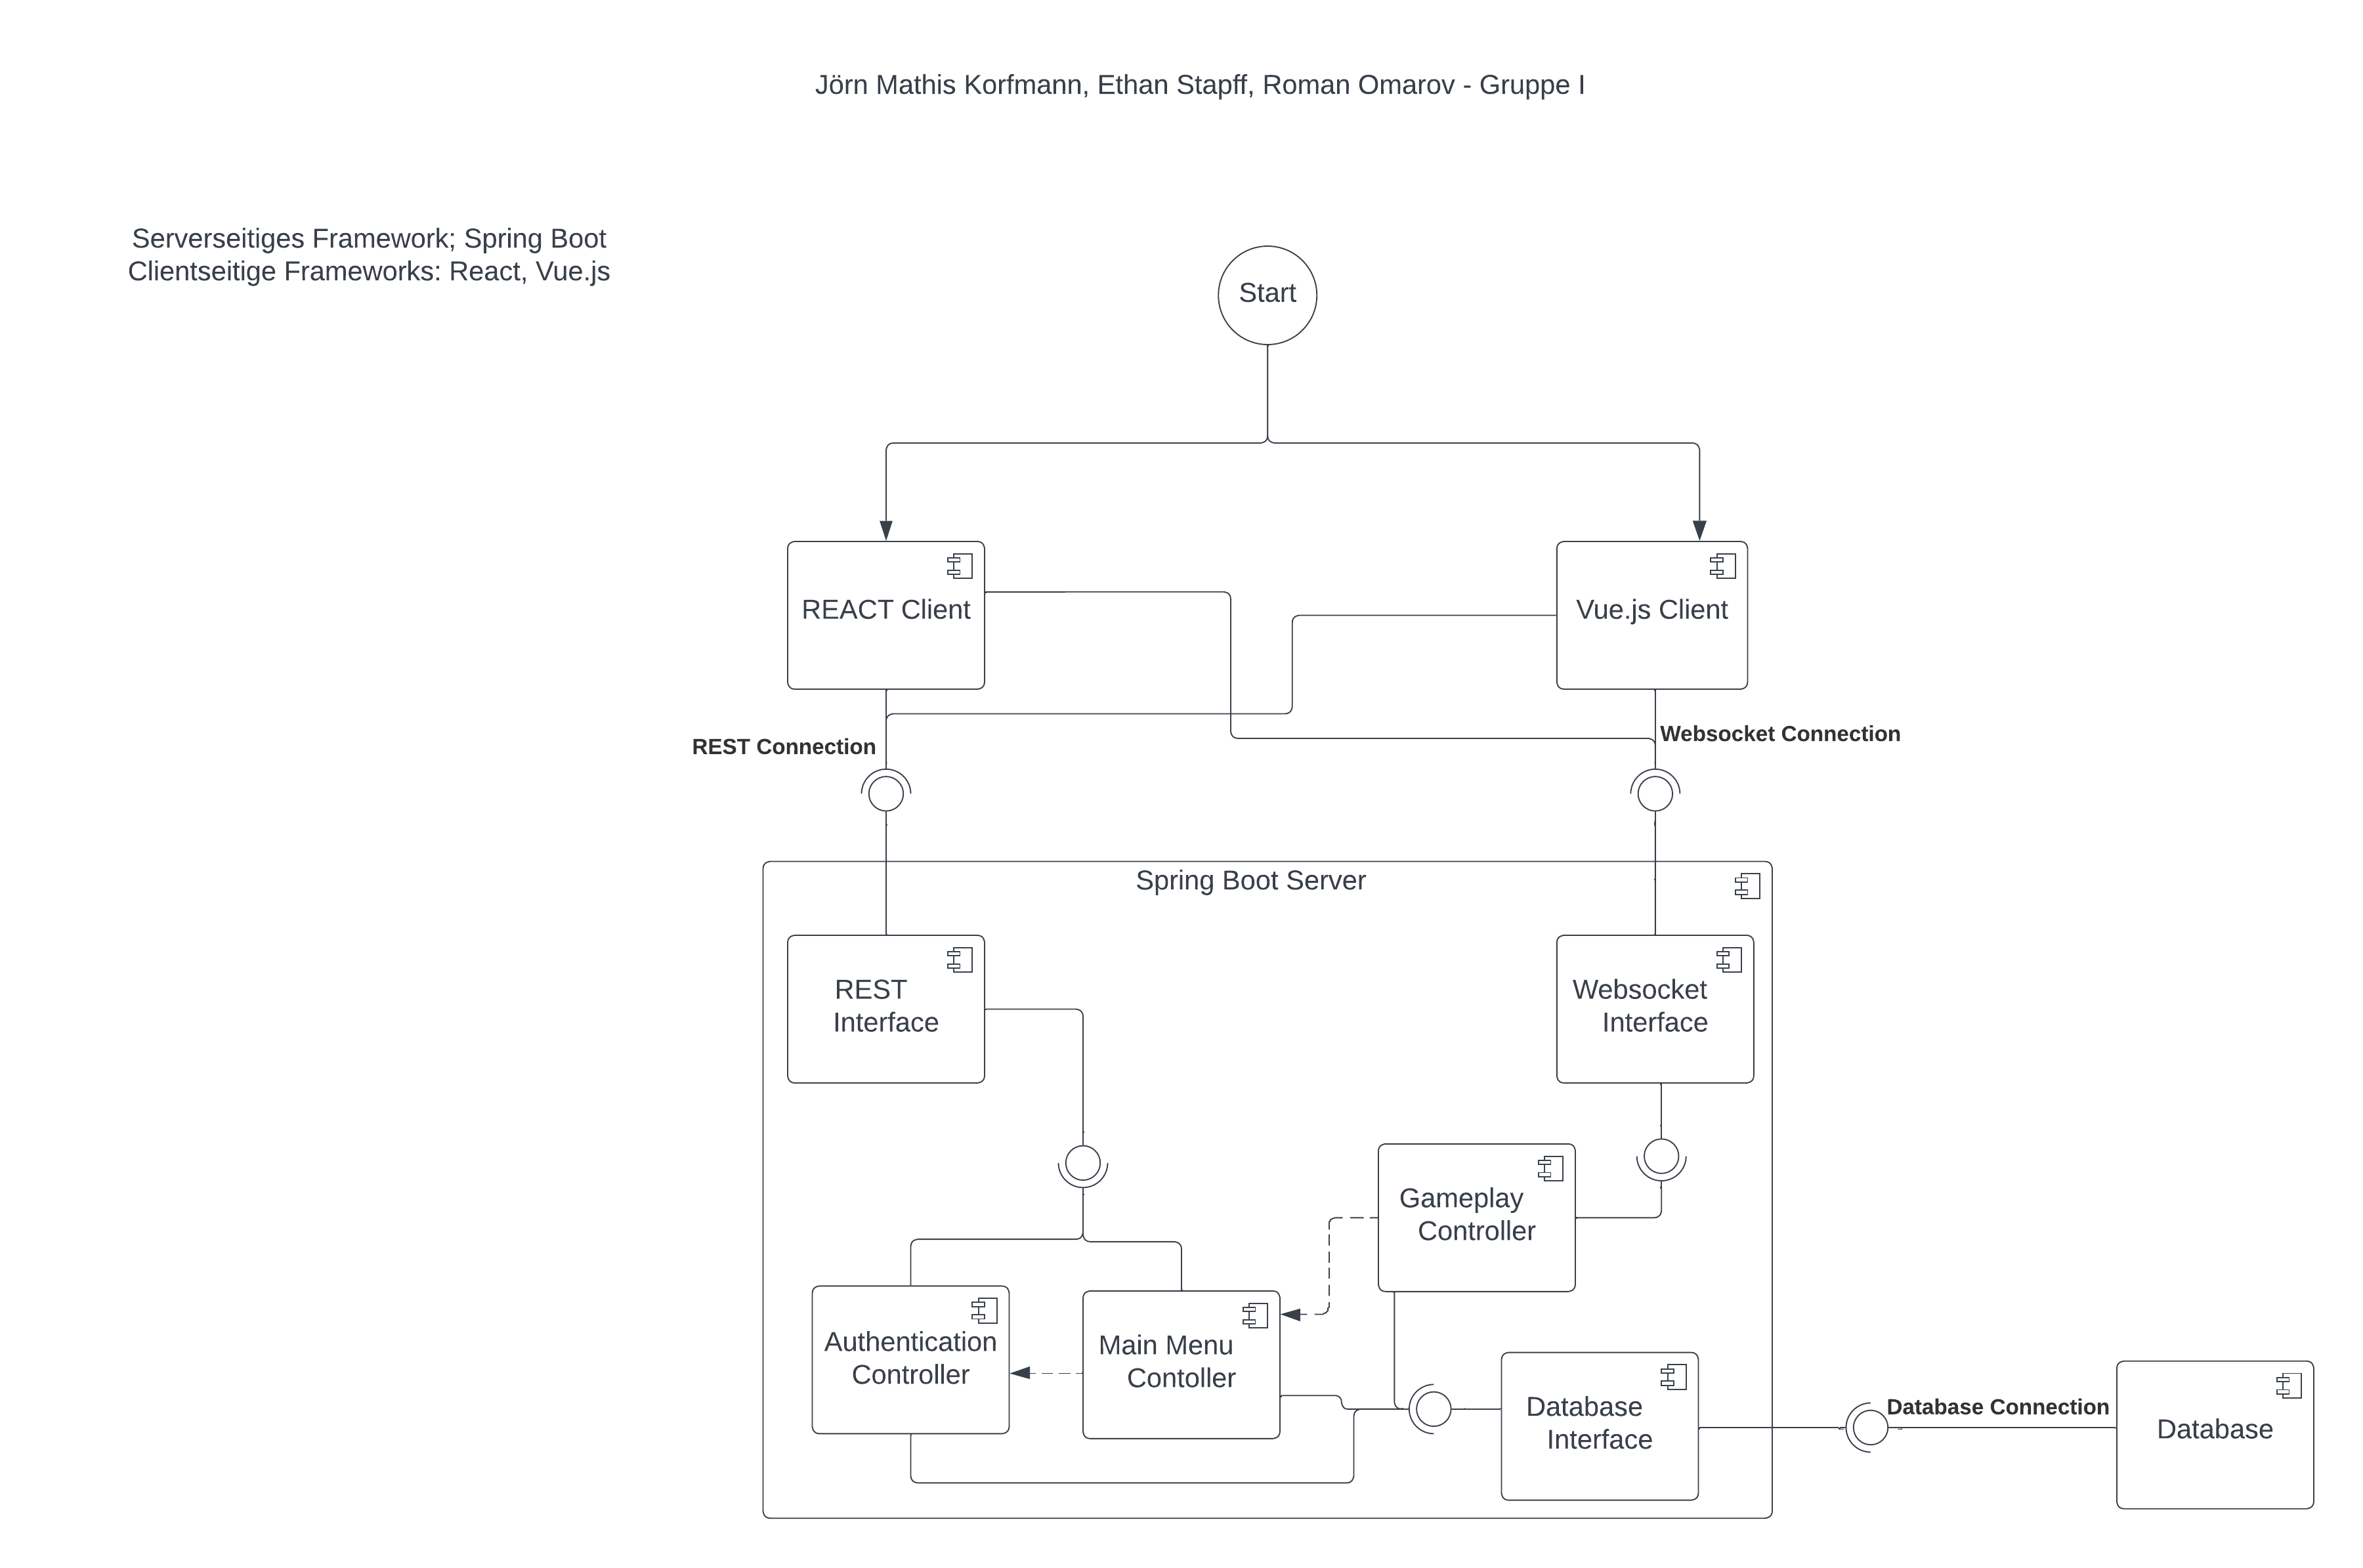 Jörn Mathis Korfmann, Ethan Stapff, Roman Omarov - Gruppe I
Serverseitiges Framework; Spring Boot
Clientseitige Frameworks: React, Vue.js
Start
REACT Client
Vue.js Client
REST Connection
Websocket Connection
Spring Boot Server
REST
Interface
Websocket
Interface
Gameplay
Controller
Authentication
Controller
Main Menu
Contoller
Database
Interface
Database Connection
Database